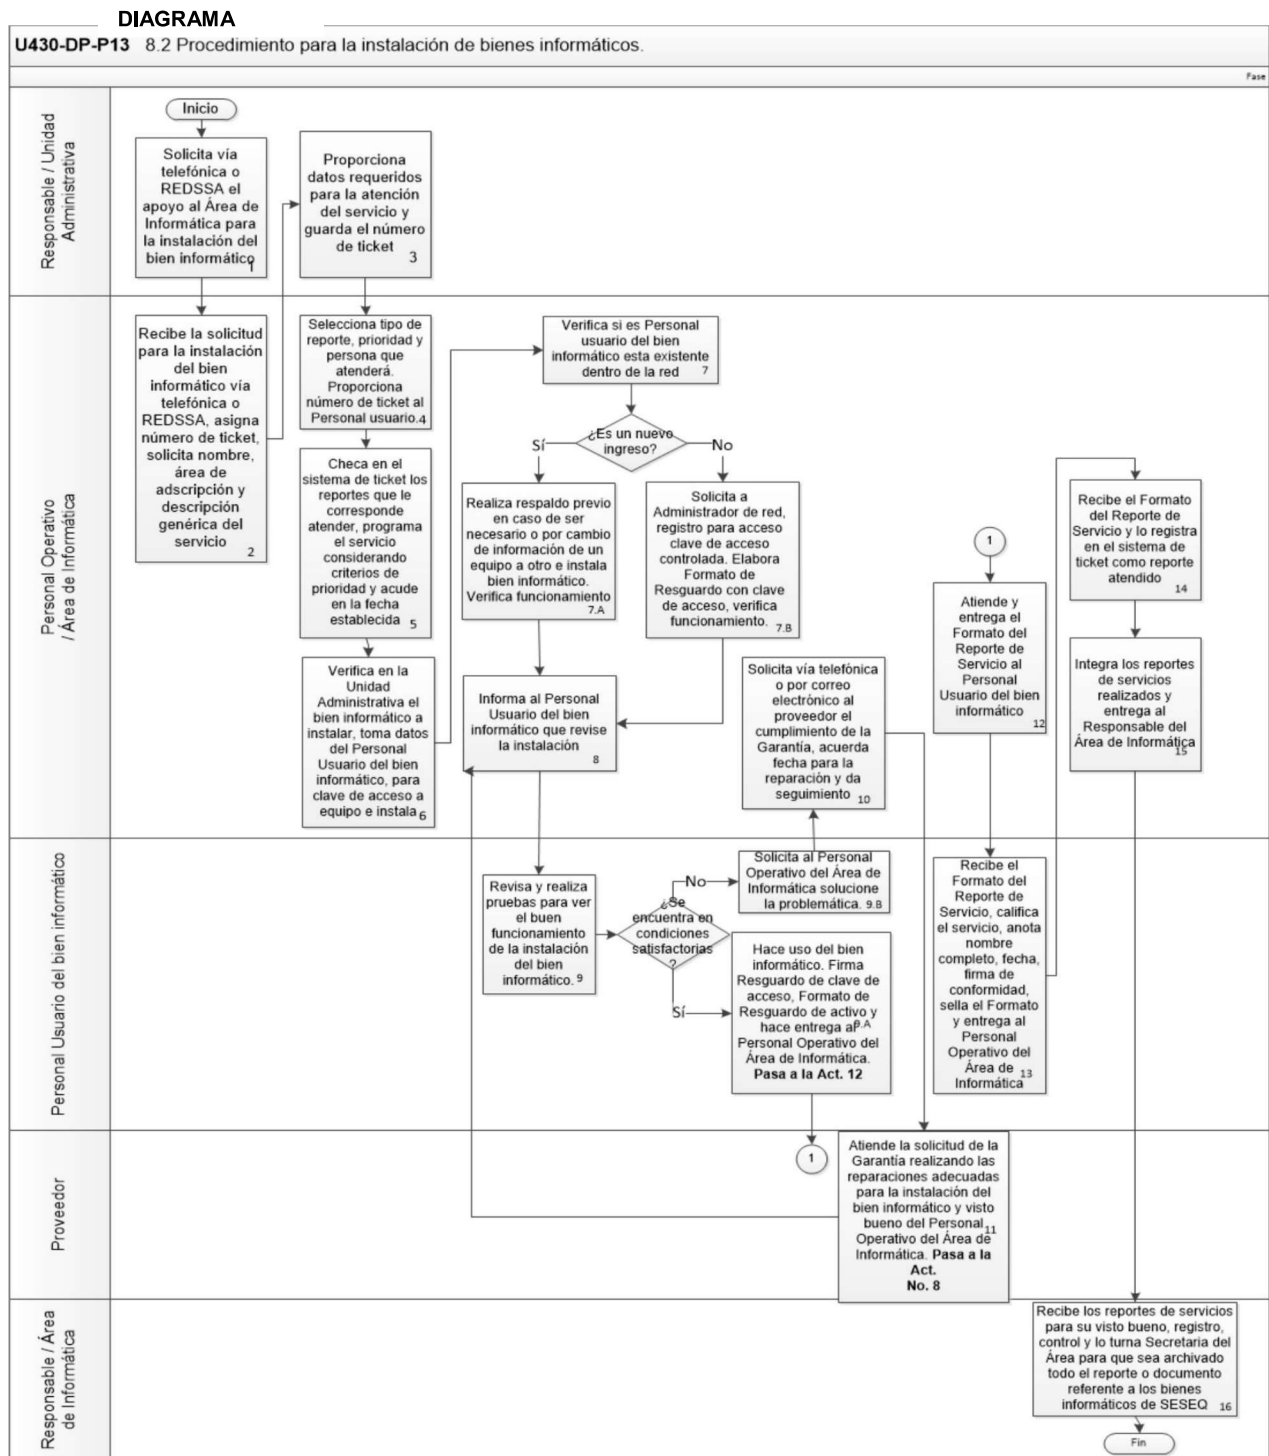 DIAGRAMA
U430-DP-P13 8.2 Procedimiento para la instalación de bienes informáticos.
Fase
Responsable / Unidad
Administrativa
Inicio
Solicita vía
telefónica o
REDSSA el
apoyo al Área de
Informática para
la instalación del
bien informático
1
Proporciona
datos requeridos
para la atención
del servicio y
guarda el número
de ticket
3
Personal Operativo
/ Área de Informática
Recibe la solicitud
para la instalación
del bien
informático vía
telefónica o
REDSSA, asigna
número de ticket,
solicita nombre,
área de
adscripción y
descripción
genérica del
servicio
2
Selecciona tipo de
reporte, prioridad y
persona que
atenderá.
Proporciona
número de ticket al
Personal usuario.4
Checa en el
sistema de ticket los
reportes que le
corresponde
atender, programa
el servicio
considerando
criterios de
prioridad y acude
en la fecha
establecida 5
Verifica en la
Unidad
Administrativa el
bien informático a
instalar, toma datos
del Personal
Usuario del bien
informático, para
clave de acceso a
equipo e instala 6
Verifica si es Personal
usuario del bien
informático esta existente
dentro de la red 7
¿Es un nuevo
ingreso?
Sí
No
Realiza respaldo previo
en caso de ser
necesario o por cambio
de información de un
equipo a otro e instala
bien informático.
Verifica funcionamiento
7.A
Solicita a
Administrador de red,
registro para acceso
clave de acceso
controlada. Elabora
Formato de
Resguardo con clave
de acceso, verifica
funcionamiento. 7.B
Informa al Personal
Usuario del bien
informático que revise
la instalación
8
Solicita vía telefónica
o por correo
electrónico al
proveedor el
cumplimiento de la
Garantía, acuerda
fecha para la
reparación y da
seguimiento 10
1
Atiende y
entrega el
Formato del
Reporte de
Servicio al
Personal
Usuario del bien
informático 12
Recibe el Formato
del Reporte de
Servicio y lo registra
en el sistema de
ticket como reporte
atendido 14
Integra los reportes
de servicios
realizados y
entrega al
Responsable del
Área de Informática
15
Personal Usuario del bien informático
Revisa y realiza
pruebas para ver
el buen
funcionamiento
de la instalación
del bien
informático. 9
¿Se
encuentra en
condiciones
satisfactorias
?
No
Sí
Solicita al Personal
Operativo del Área de
Informática solucione
la problemática. 9.B
Hace uso del bien
informático. Firma
Resguardo de clave de
acceso, Formato de
Resguardo de activo y
hace entrega al 9.A
Personal Operativo del
Área de Informática.
Pasa a la Act. 12
Recibe el
Formato del
Reporte de
Servicio, califica
el servicio, anota
nombre
completo, fecha,
firma de
conformidad,
sella el Formato
y entrega al
Personal
Operativo del
Área de
Informática 13
Proveedor
1
Atiende la solicitud de la
Garantía realizando las
reparaciones adecuadas
para la instalación del
bien informático y visto
bueno del Personal 11
Operativo del Área de
Informática. Pasa a la
Act.
No. 8
Responsable / Área
de Informática
Recibe los reportes de servicios
para su visto bueno, registro,
control y lo turna Secretaria del
Área para que sea archivado
todo el reporte o documento
referente a los bienes
informáticos de SESEQ 16
Fin